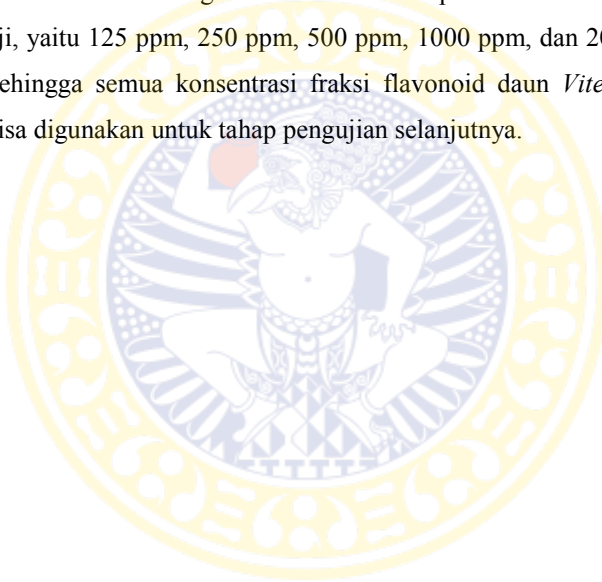 ji, yaitu 125 ppm, 250 ppm, 500 ppm, 1000 ppm, dan 20
ehingga semua konsentrasi fraksi flavonoid daun Vite
isa digunakan untuk tahap pengujian selanjutnya.